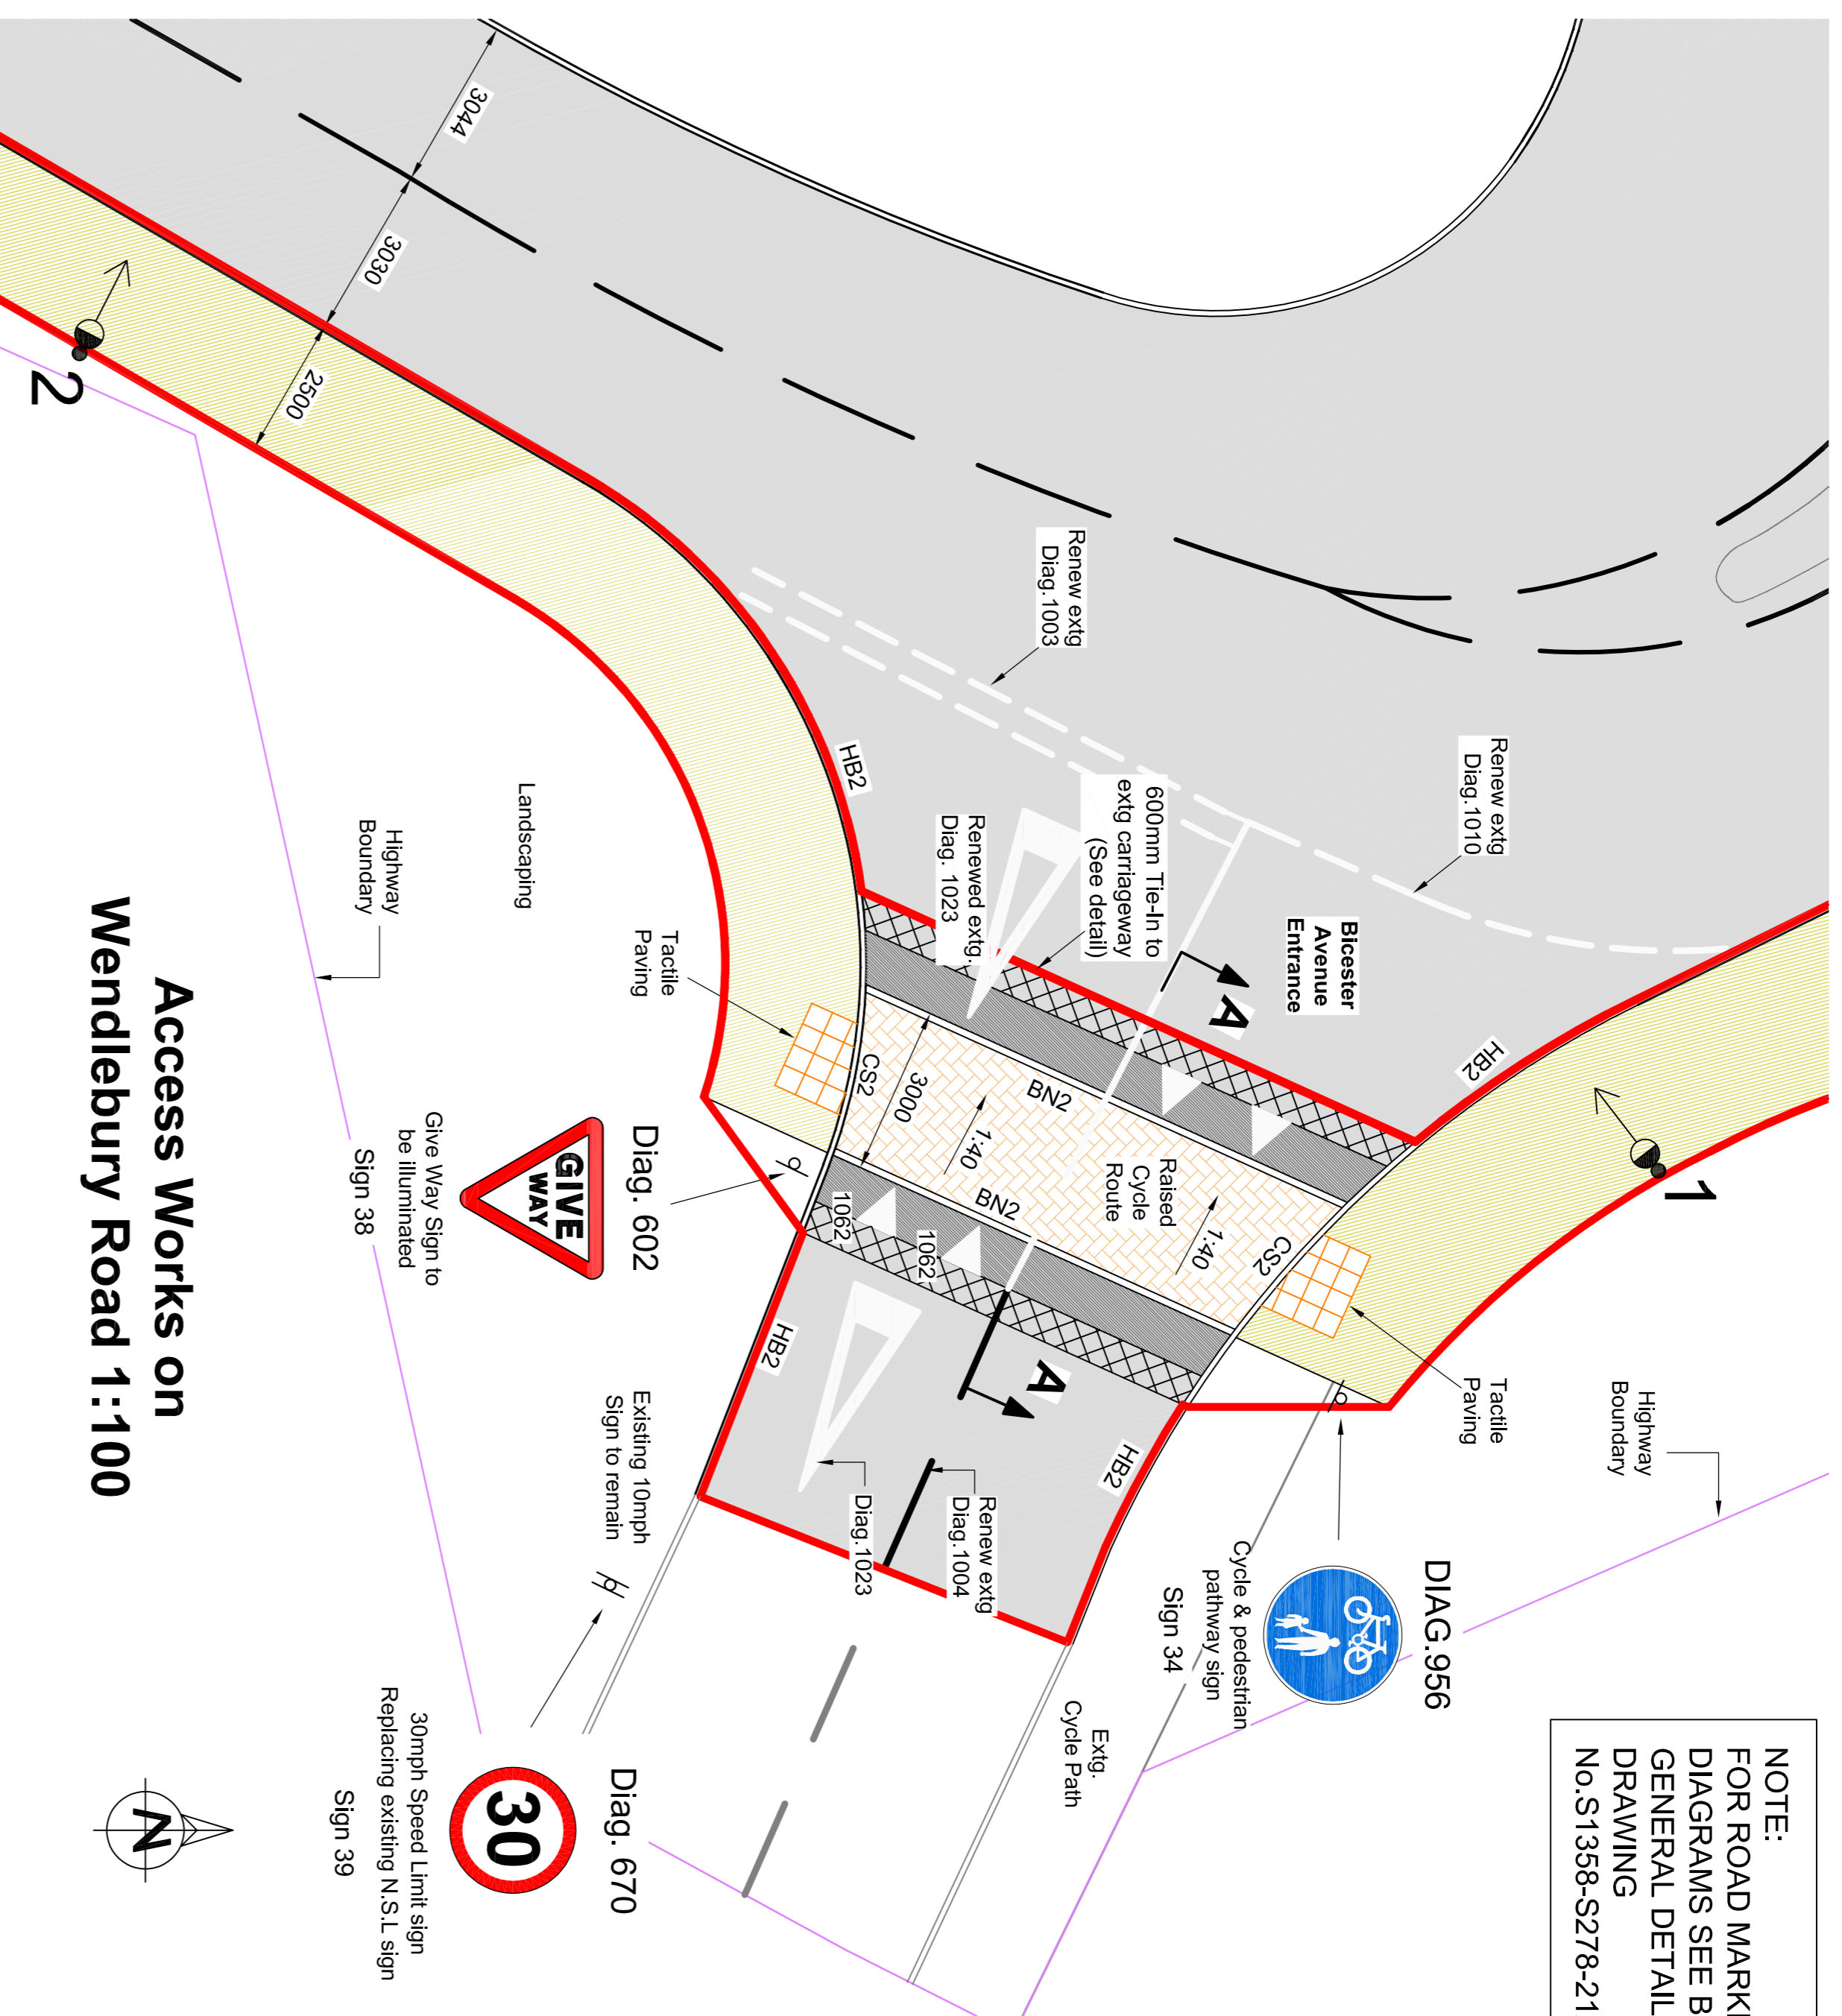 NOTE:
FOR ROAD MARK
DIAGRAMS SEE B
GENERAL DETAIL
DRAWING
No.S1358-S278-21
1
HB2
Highway
Boundary
Tactile
Paving
DIAG.956
Cycle & pedestrian
pathway sign
Sign 34
Extg.
Cycle Path
Renew extg
Diag.1010
Bicester
Avenue
Entrance
A
600mm Tie-In to
extg carriageway
(See detail)
Renew extg
Diag.1003
Renewed extg.
Diag. 1023
3044
3030
2500
2
HB2
BN2
Raised
Cycle
Route
1:40
CS2
1:40
3000
CS2
BN2
1062
1062
A
HB2
HB2
Renew extg
Diag.1004
Diag.1023
Tactile
Paving
Diag. 602
GIVE
WAY
Give Way Sign to
be illuminated
Sign 38
Existing 10mph
Sign to remain
Diag. 670
30
30mph Speed Limit sign
Replacing existing N.S.L sign
Sign 39
Landscaping
Highway
Boundary
Access Works on
Wendlebury Road 1:100
N